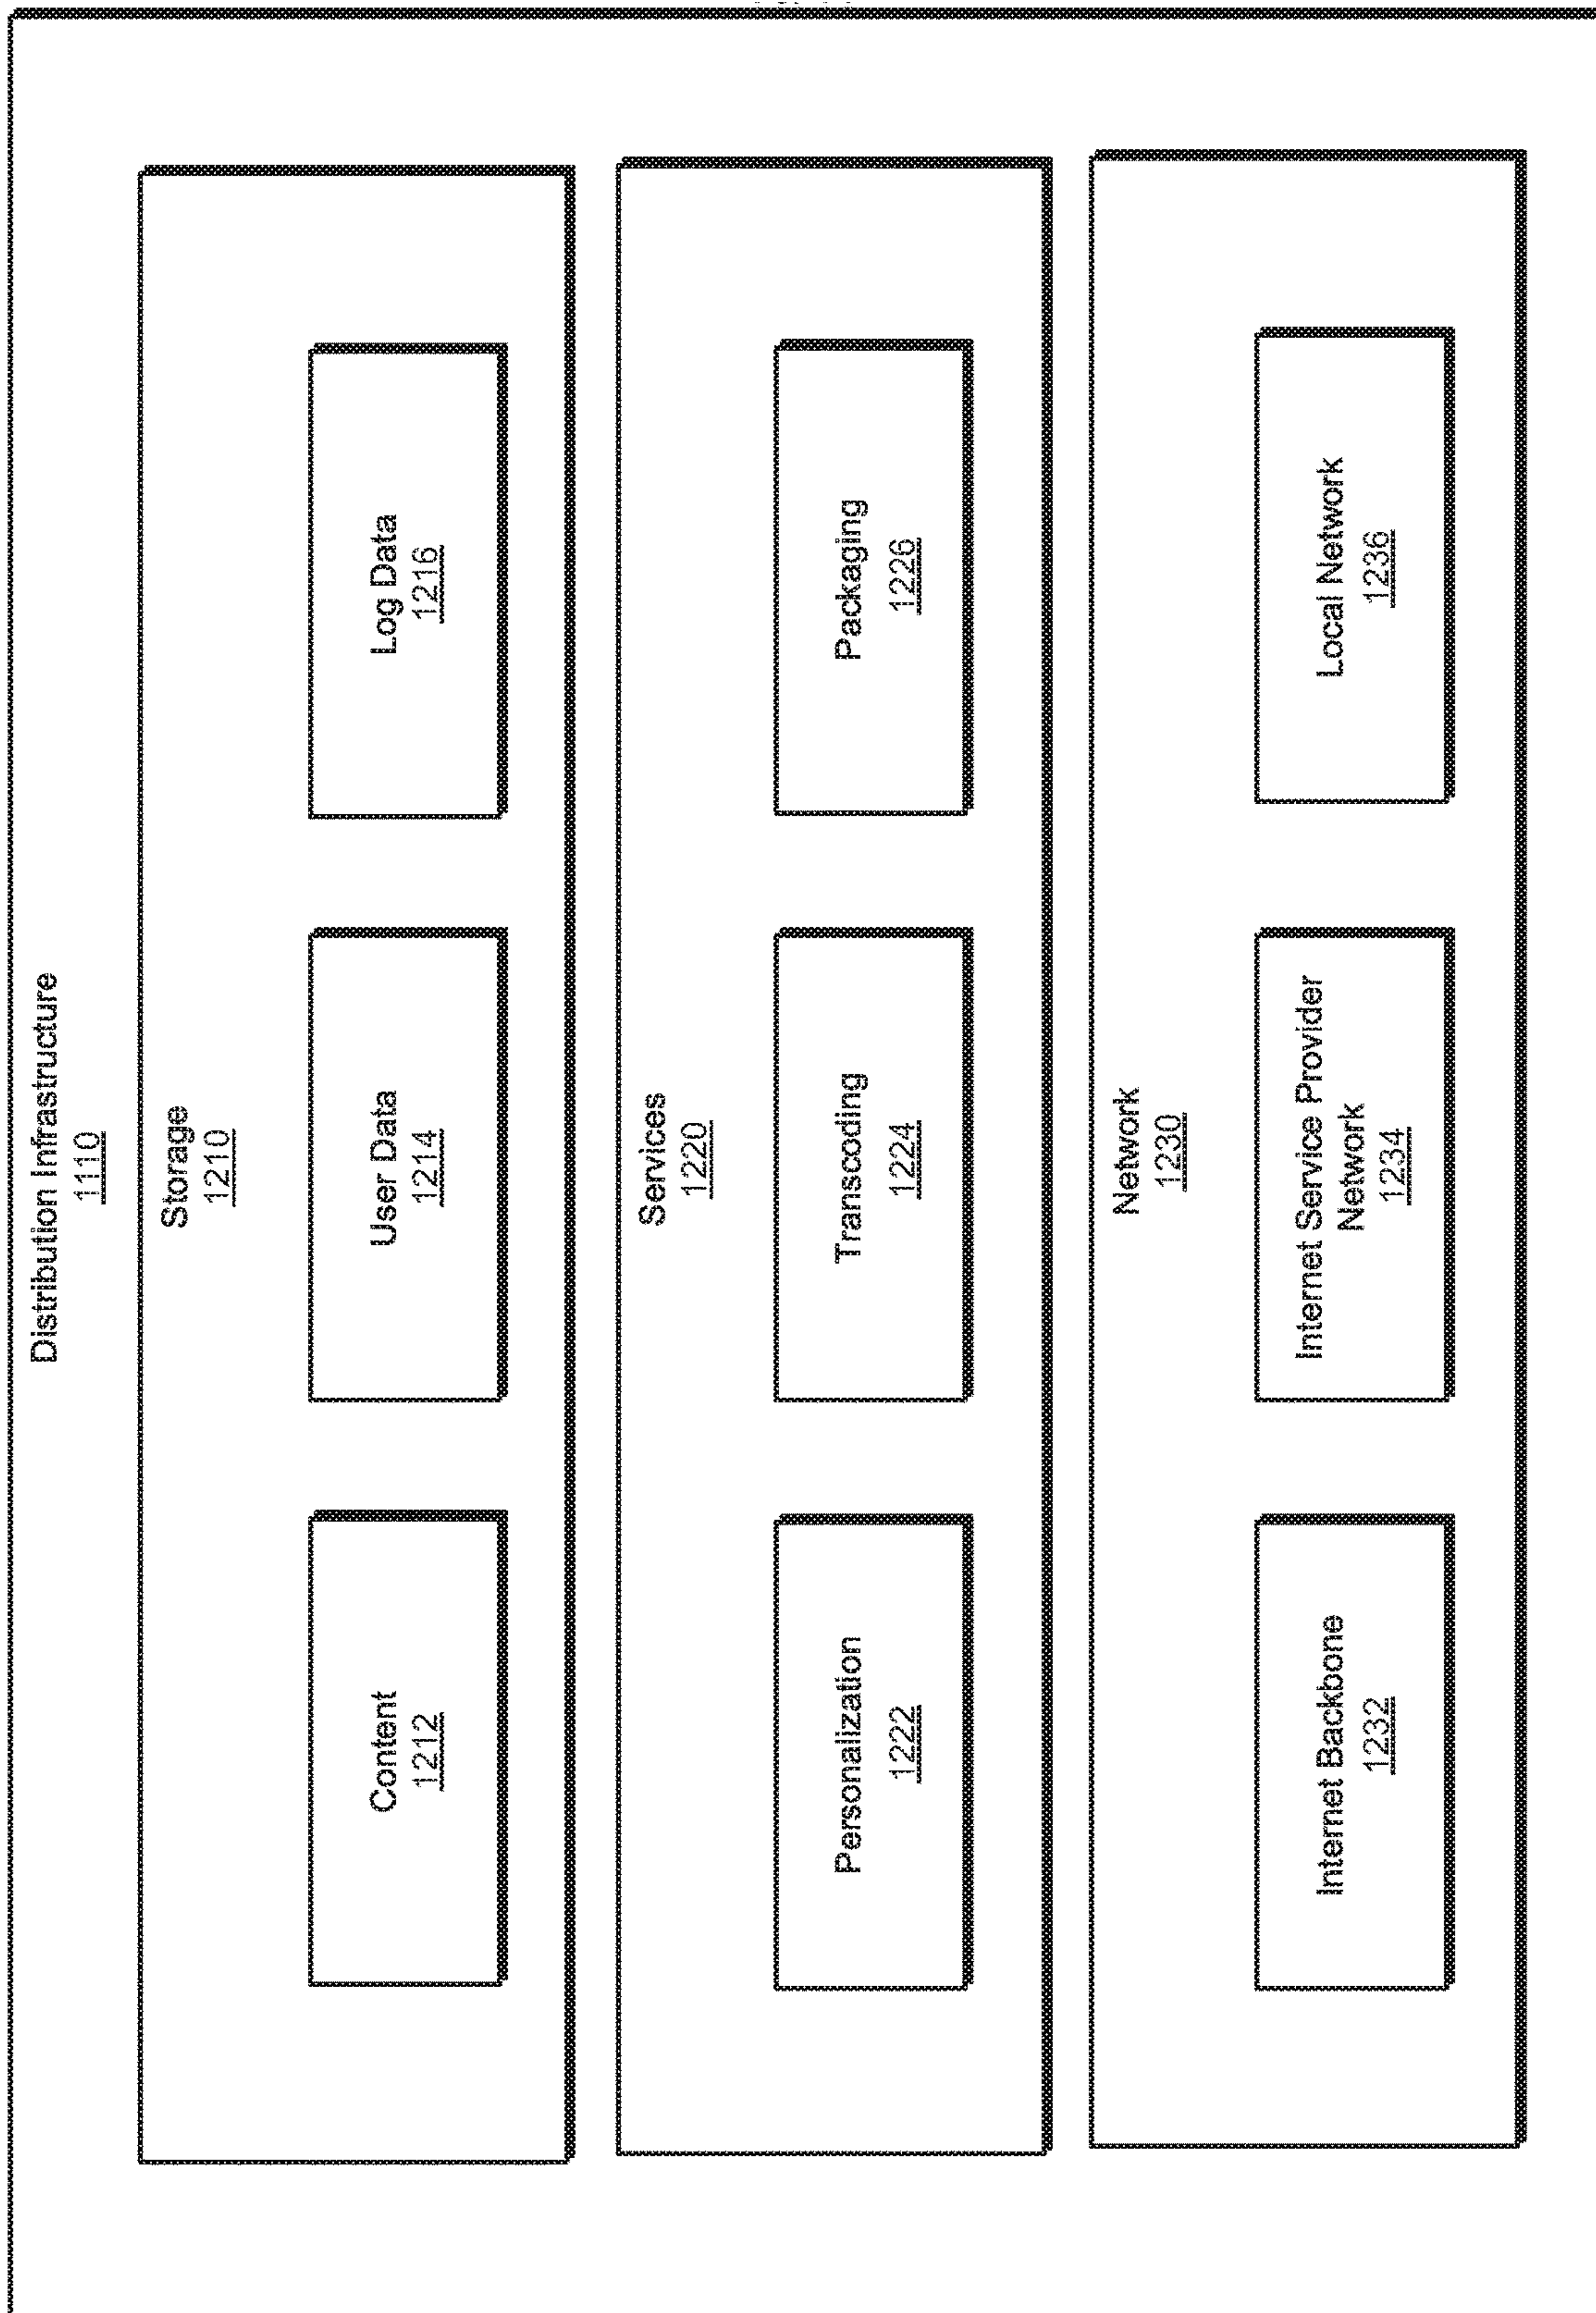 Distribution Infrastructure
1110
Storage
1210
Content
1212
User Data
1214
Log Data
1216
Services
1220
Personalization
1222
Transcoding
1224
Packaging
1226
Network
1230
Internet Backbone
1232
Internet Service Provider
Network
1234
Local Network
1236